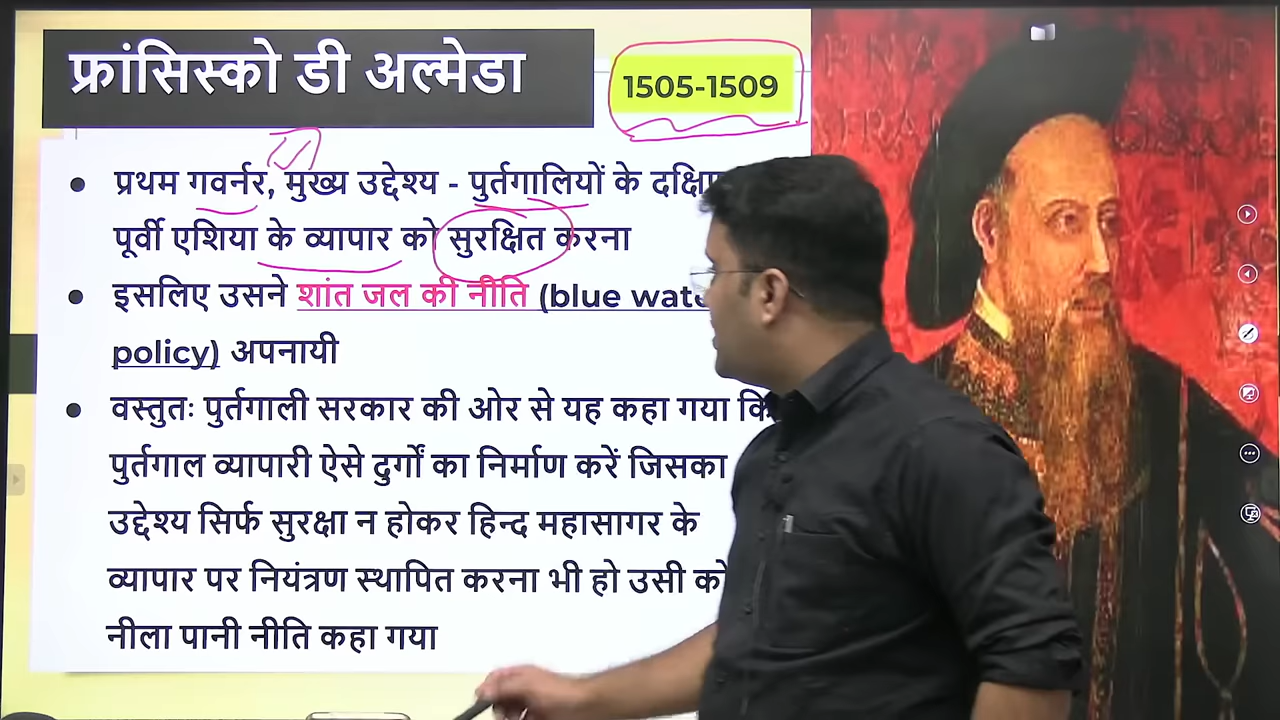 फ्रांसिस्को डी अल्मेडा
1505-1509
● प्रथम गवर्नर, मुख्य उद्देश्य - पुर्तगालियों के
पूर्वी एशिया के व्यापार को सुरक्षित करना
● इसलिए उसने शांत जल की नीति (blue
policy) अपनायी
● वस्तुतः पुर्तगाली सरकार की ओर से यह कहा गया कि
पुर्तगाल व्यापारी ऐसे दुर्गों का निर्माण करें जिसका
उद्देश्य सिर्फ सुरक्षा न होकर हिन्द महासागर के
व्यापार पर नियंत्रण स्थापित करना भी हो उसी को
नीला पानी नीति कहा गया